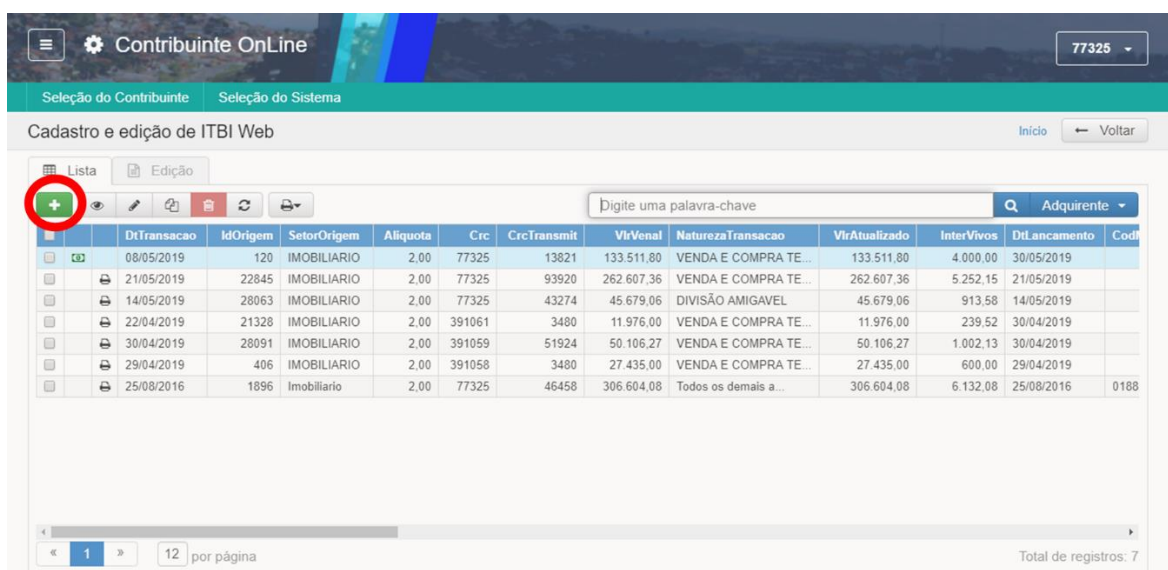 Contribuinte OnLine
77325
Seleção do Contribuinte Seleção do Sistema
Cadastro e edição de ITBI Web Início Voltar
Lista Edição
Digite uma palavra-chave Adquirente
DtTransacao IdOrigem SetorOrigem Aliquota Crc CrcTransmit VlrVenal NaturezaTransacao VlrAtualizado InterVivos DtLancamento
08/05/2019 120 IMOBILIARIO 2,00 77325 13821 133.511,80 VENDA E COMPRA TE... 133.511,80 4.000,00 30/05/2019
21/05/2019 22845 IMOBILIARIO 2,00 77325 93920 262.607,36 VENDA E COMPRA TE... 262.607,36 5.252,15 21/05/2019
14/05/2019 28063 IMOBILIARIO 2,00 77325 43274 45.679,06 DIVISÃO AMIGAVEL 45.679,06 913,58 14/05/2019
22/04/2019 21328 IMOBILIARIO 2,00 391061 3480 11.976,00 VENDA E COMPRA TE... 11.976,00 239,52 30/04/2019
30/04/2019 28091 IMOBILIARIO 2,00 391059 51924 50.106,27 VENDA E COMPRA TE... 50.106,27 1.002,13 30/04/2019
29/04/2019 406 IMOBILIARIO 2,00 391058 3480 27.435,00 VENDA E COMPRA TE... 27.435,00 600,00 29/04/2019
25/08/2016 1896 Imobiliario 2,00 77325 46458 306.604,08 Todos os demais a... 306.604,08 6.132,08 25/08/2016 0188
« 1 » 12 por página Total de registros: 7